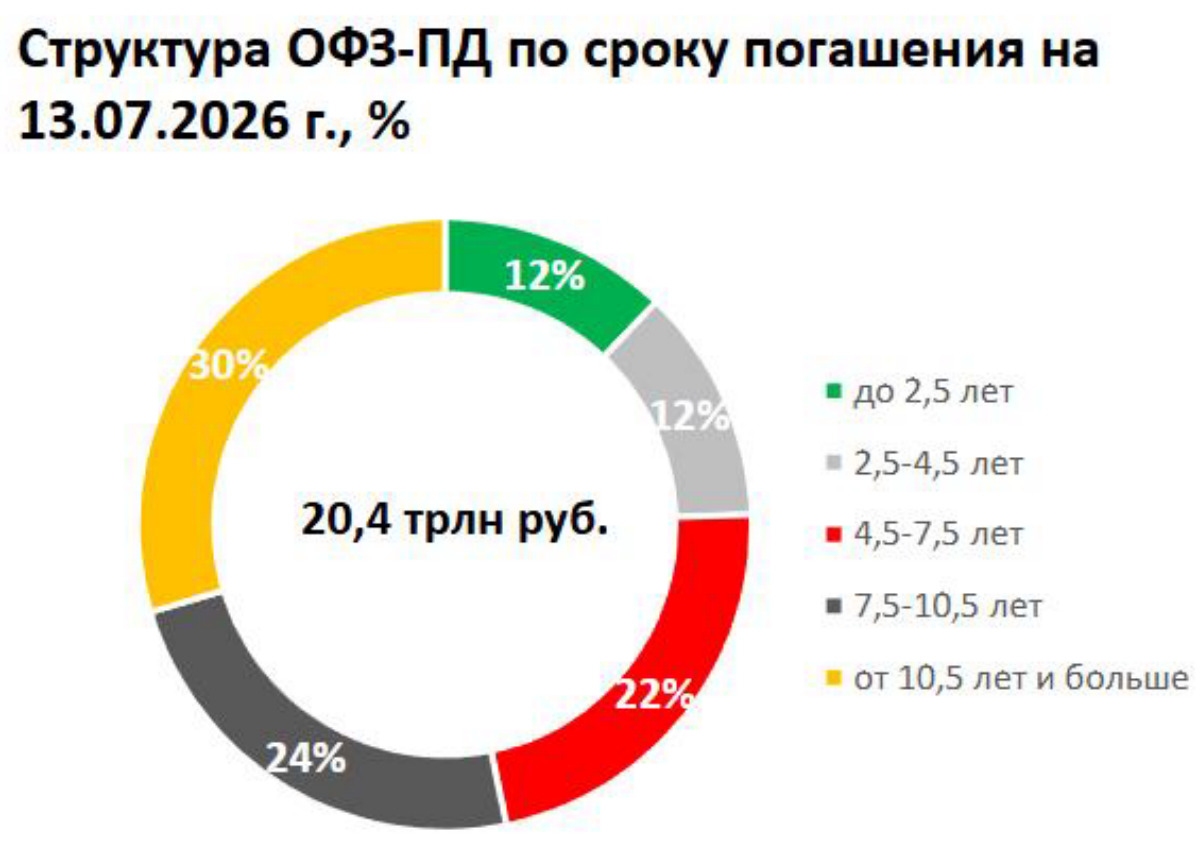 Структура ОФЗ-ПД по сроку погашения на
13.07.2026 г., %
12%
30%
12%
20,4 трлн руб.
22%
24%
до 2,5 лет
2,5-4,5 лет
4,5-7,5 лет
7,5-10,5 лет
от 10,5 лет и больше